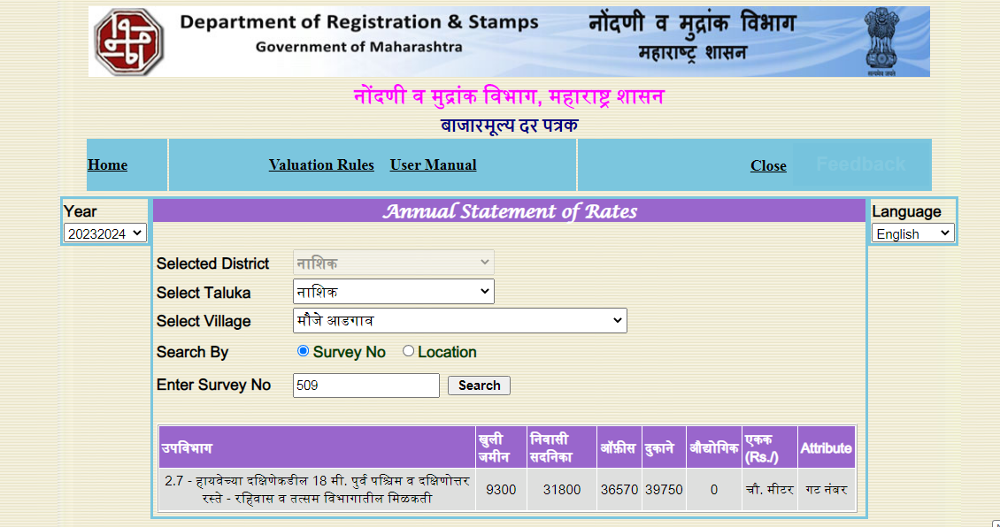 Department of Registration & Stamps
Government of Maharashtra
नोंदणी व मुद्रांक विभाग
महाराष्ट्र शासन
नोंदणी व मुद्रांक विभाग, महाराष्ट्र शासन
बाजारमूल्य दर पत्रक
Home Valuation Rules User Manual Close Feedback
Year
20232024
Annual Statement of Rates
Language
English
Selected District नाशिक
Select Taluka नाशिक
Select Village मौजे आडगाव
Search By Survey No Location
Enter Survey No 509 Search
उपविभाग खुली जमीन निवासी सदनिका ऑफ़ीस दुकाने औद्योगिक एकक (Rs./) Attribute
2.7 - हायवेच्या दक्षिणेकडील 18 मी. पुर्व पश्चिम व दक्षिणोत्तर
रस्ते - रहिवास व तत्सम विभागातील मिळकती
9300 31800 36570 39750 0 चौ. मीटर गट नंबर